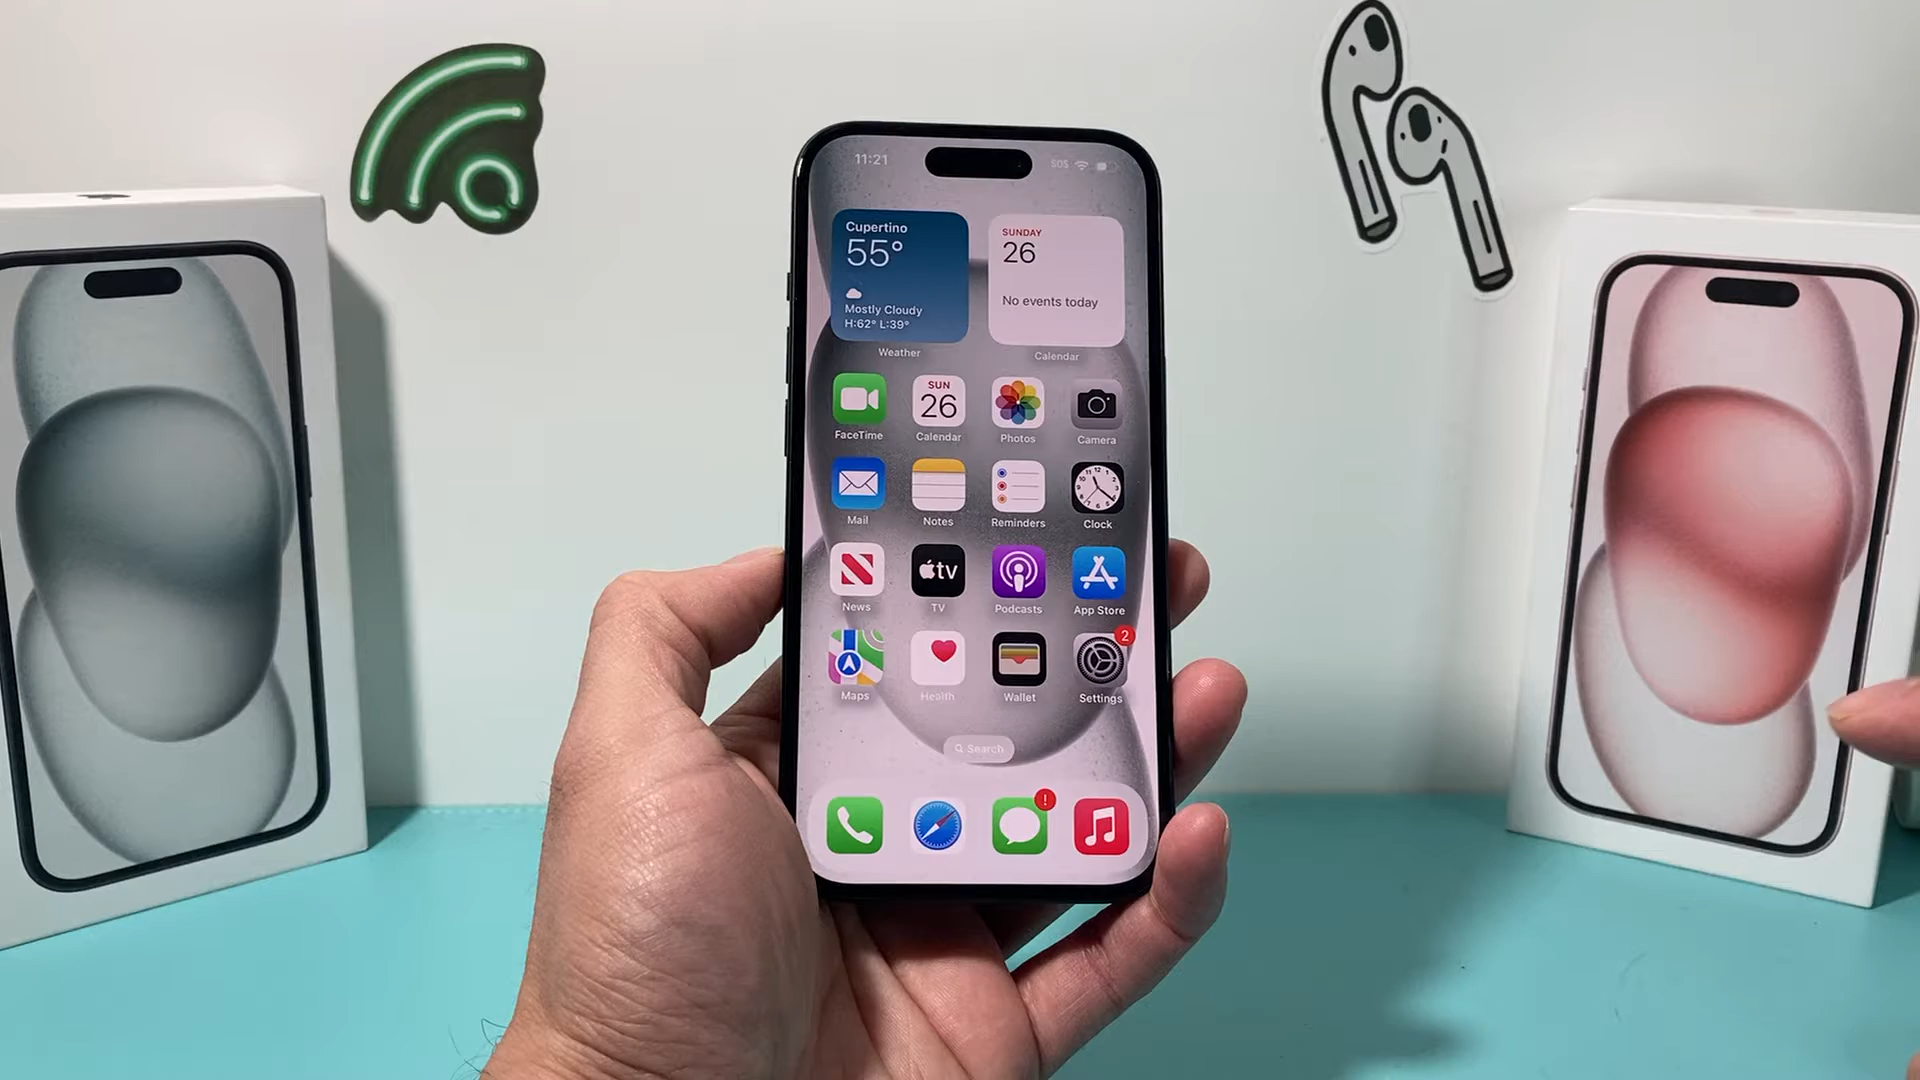 11:21
SOS
Cupertino
55°
Mostly Cloudy
H:62° L:39°
Weather
SUNDAY
26
No events today
Calendar
FaceTime
SUN
26
Calendar
Photos
Camera
Mail
Notes
Reminders
Clock
News
tv
TV
Podcasts
App Store
Maps
Health
Wallet
2
Settings
Search
!